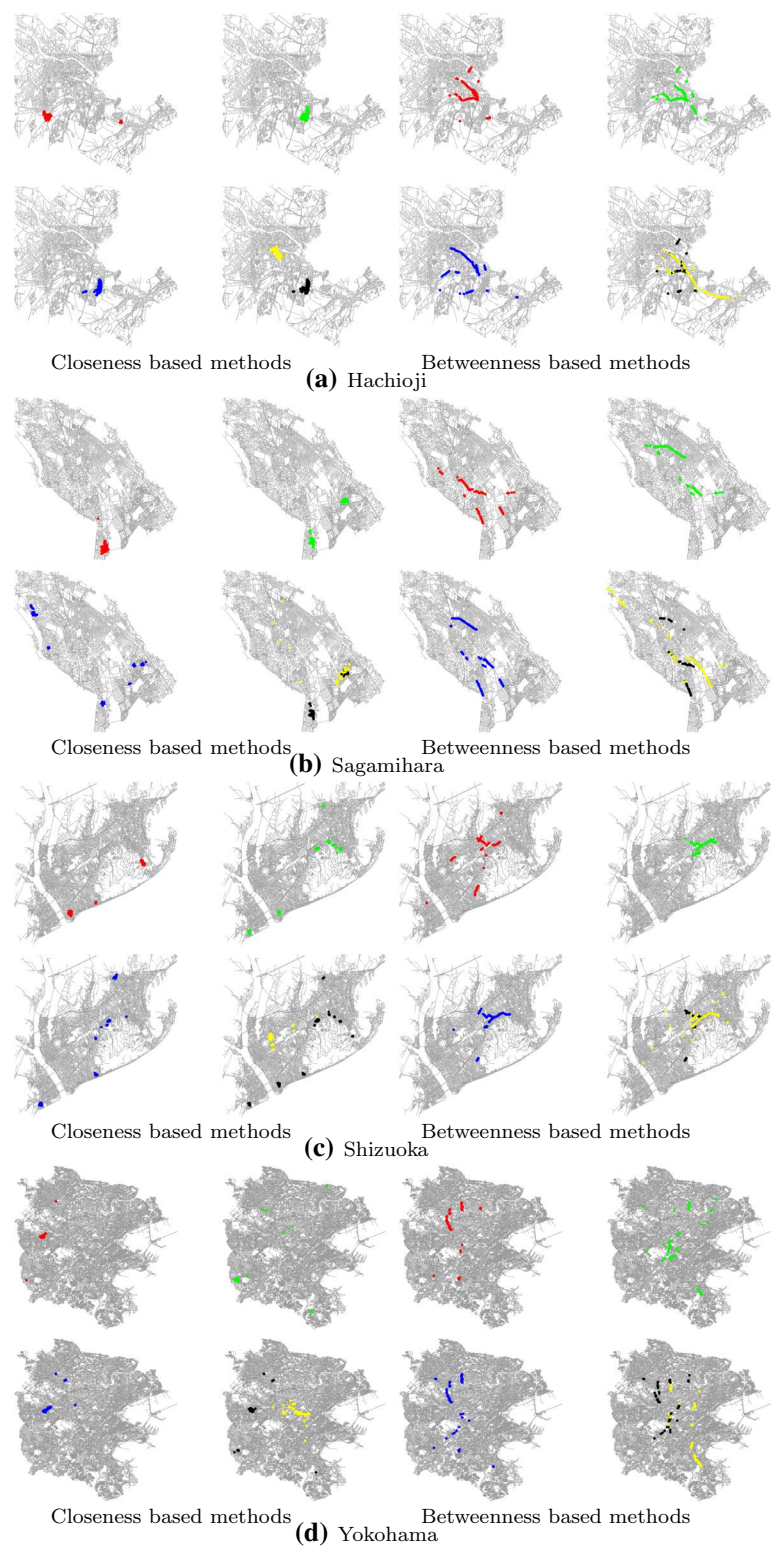 Closeness based methods Betweenness based methods
(a) Hachioji
Closeness based methods Betweenness based methods
(b) Sagamihara
Closeness based methods Betweenness based methods
(c) Shizuoka
Closeness based methods Betweenness based methods
(d) Yokohama